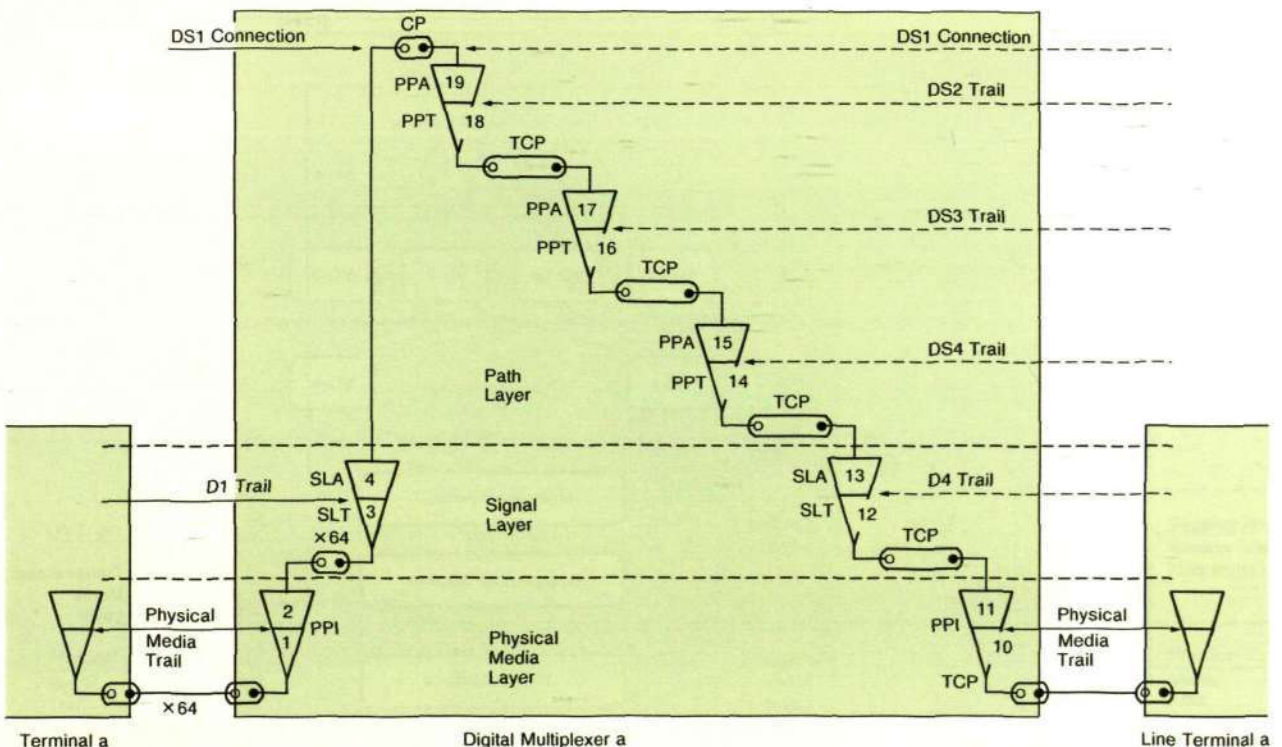 CP
DS1 Connection
DS1 Connection
PPA
19
DS2 Trail
PPT
18
TCP
PPA
17
DS3 Trail
PPT
16
TCP
PPA
15
DS4 Trail
PPT
14
Path
Layer
TCP
SLA
4
D1 Trail
SLT
3
×64
Signal
Layer
SLA
13
D4 Trail
SLT
12
TCP
Physical
Media
Trail
2
1
PPI
Physical
Media
Layer
PPI
11
10
TCP
Physical
Media
Trail
×64
Terminal a
Digital Multiplexer a
Line Terminal a